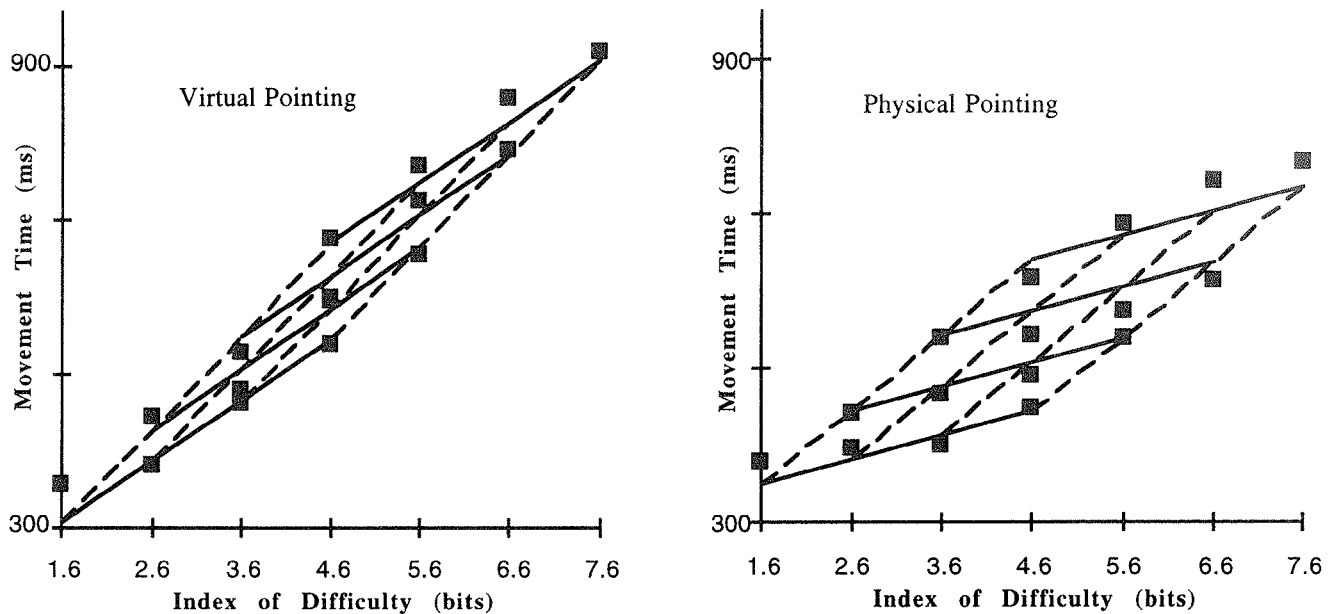 900
Virtual Pointing
Movement Time (ms)
300
1.6 2.6 3.6 4.6 5.6 6.6 7.6
Index of Difficulty (bits)
900
Physical Pointing
Movement Time (ms)
300
1.6 2.6 3.6 4.6 5.6 6.6 7.6
Index of Difficulty (bits)